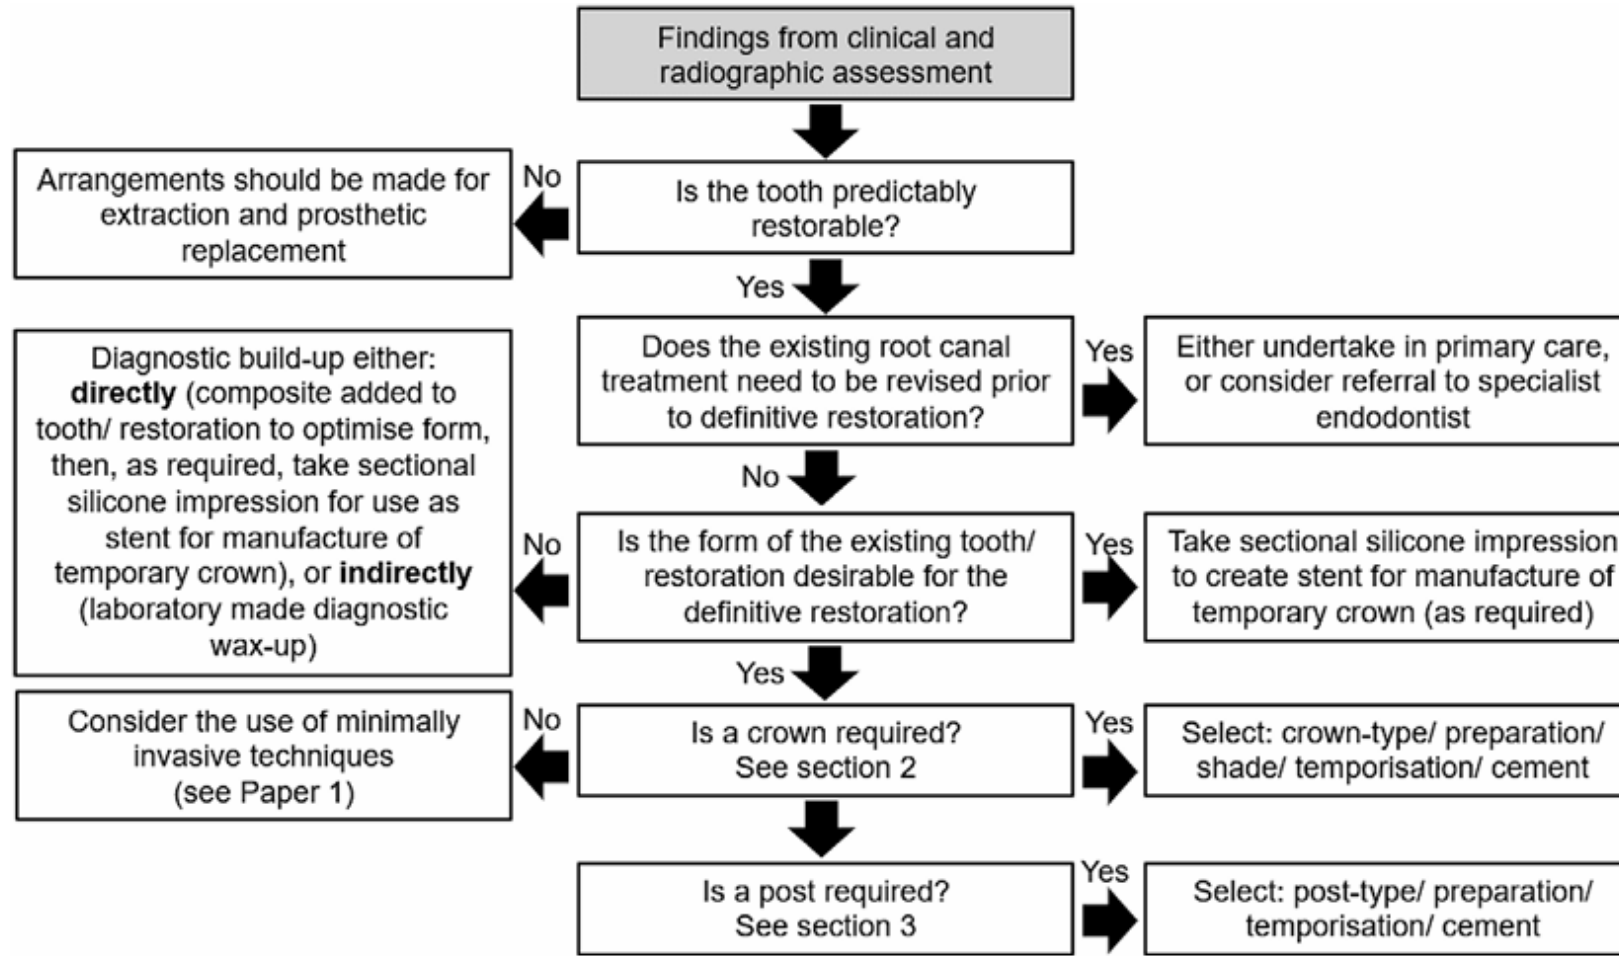 Findings from clinical and
radiographic assessment
Arrangements should be made for
extraction and prosthetic
replacement
No
Is the tooth predictably
restorable?
Yes
Does the existing root canal
treatment need to be revised prior
to definitive restoration?
Yes
Either undertake in primary care,
or consider referral to specialist
endodontist
No
Diagnostic build-up either:
directly (composite added to
tooth/ restoration to optimise form,
then, as required, take sectional
silicone impression for use as
stent for manufacture of
temporary crown), or indirectly
(laboratory made diagnostic
wax-up)
No
Is the form of the existing tooth/
restoration desirable for the
definitive restoration?
Yes
Take sectional silicone impression
to create stent for manufacture of
temporary crown (as required)
Yes
Consider the use of minimally
invasive techniques
(see Paper 1)
No
Is a crown required?
See section 2
Yes
Select: crown-type/ preparation/
shade/ temporisation/ cement
Is a post required?
See section 3
Yes
Select: post-type/ preparation/
temporisation/ cement